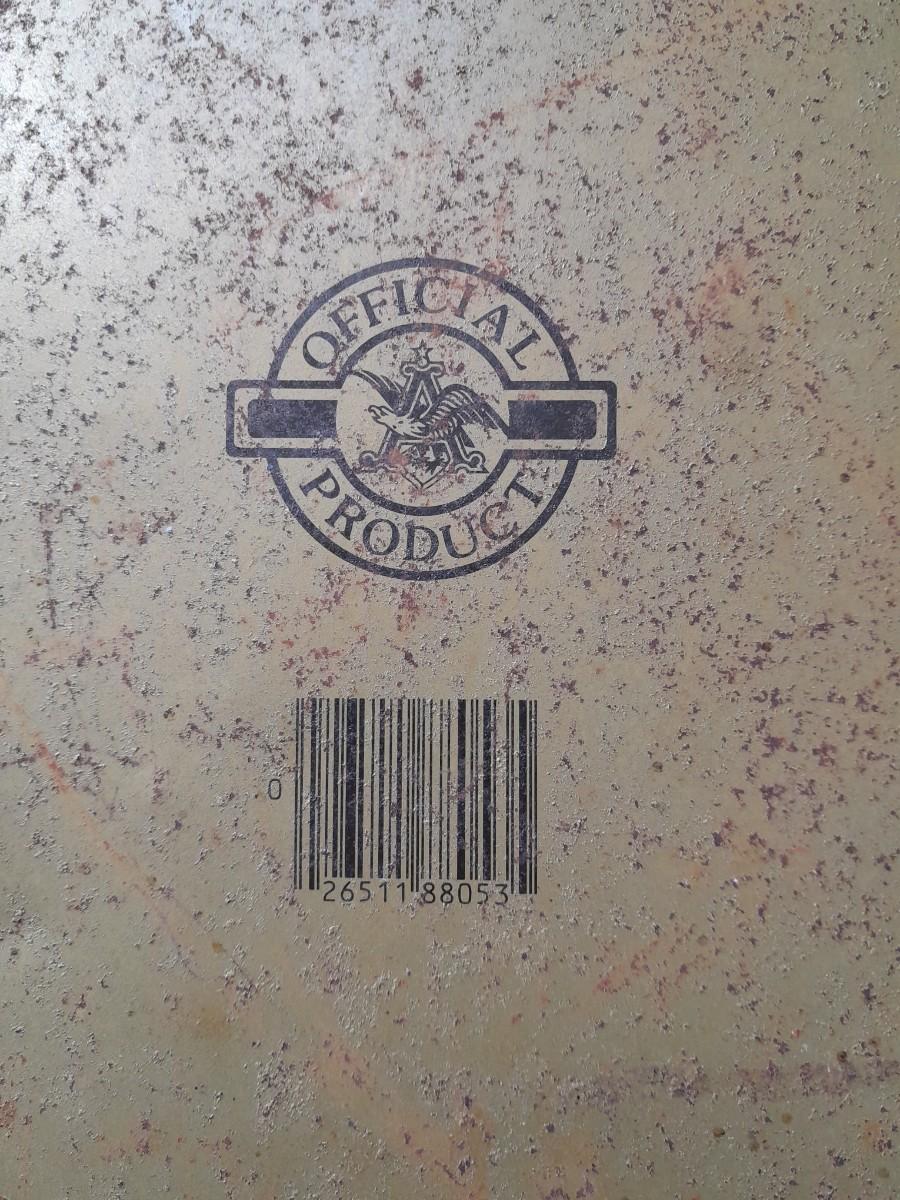 OFFICIAL
A
PRODUCT
0
26511 88053